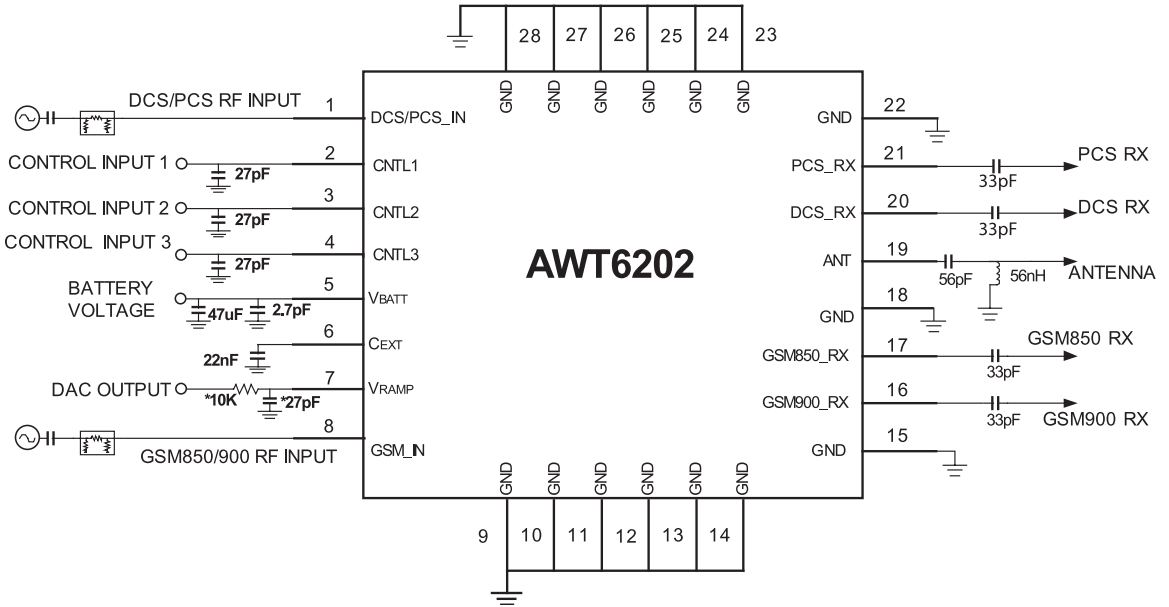 28 27 26 25 24 23
GND GND GND GND GND GND
DCS/PCS RF INPUT 1 DCS/PCS_IN
CONTROL INPUT 1 2 CNTL1
27pF
CONTROL INPUT 2 3 CNTL2
27pF
CONTROL INPUT 3 4 CNTL3
27pF
BATTERY VOLTAGE 5 VBATT
47uF 2.7pF
6 CEXT
22nF
DAC OUTPUT 7 VRAMP
*10K *27pF
8 GSM_IN
GSM850/900 RF INPUT
AWT6202
GND 22
PCS_RX 21 PCS RX
33pF
DCS_RX 20 DCS RX
33pF
ANT 19 ANTENNA
56pF 56nH
GND 18
GSM850_RX 17 GSM850 RX
33pF
GSM900_RX 16 GSM900 RX
33pF
GND 15
GND GND GND GND GND GND
9 10 11 12 13 14